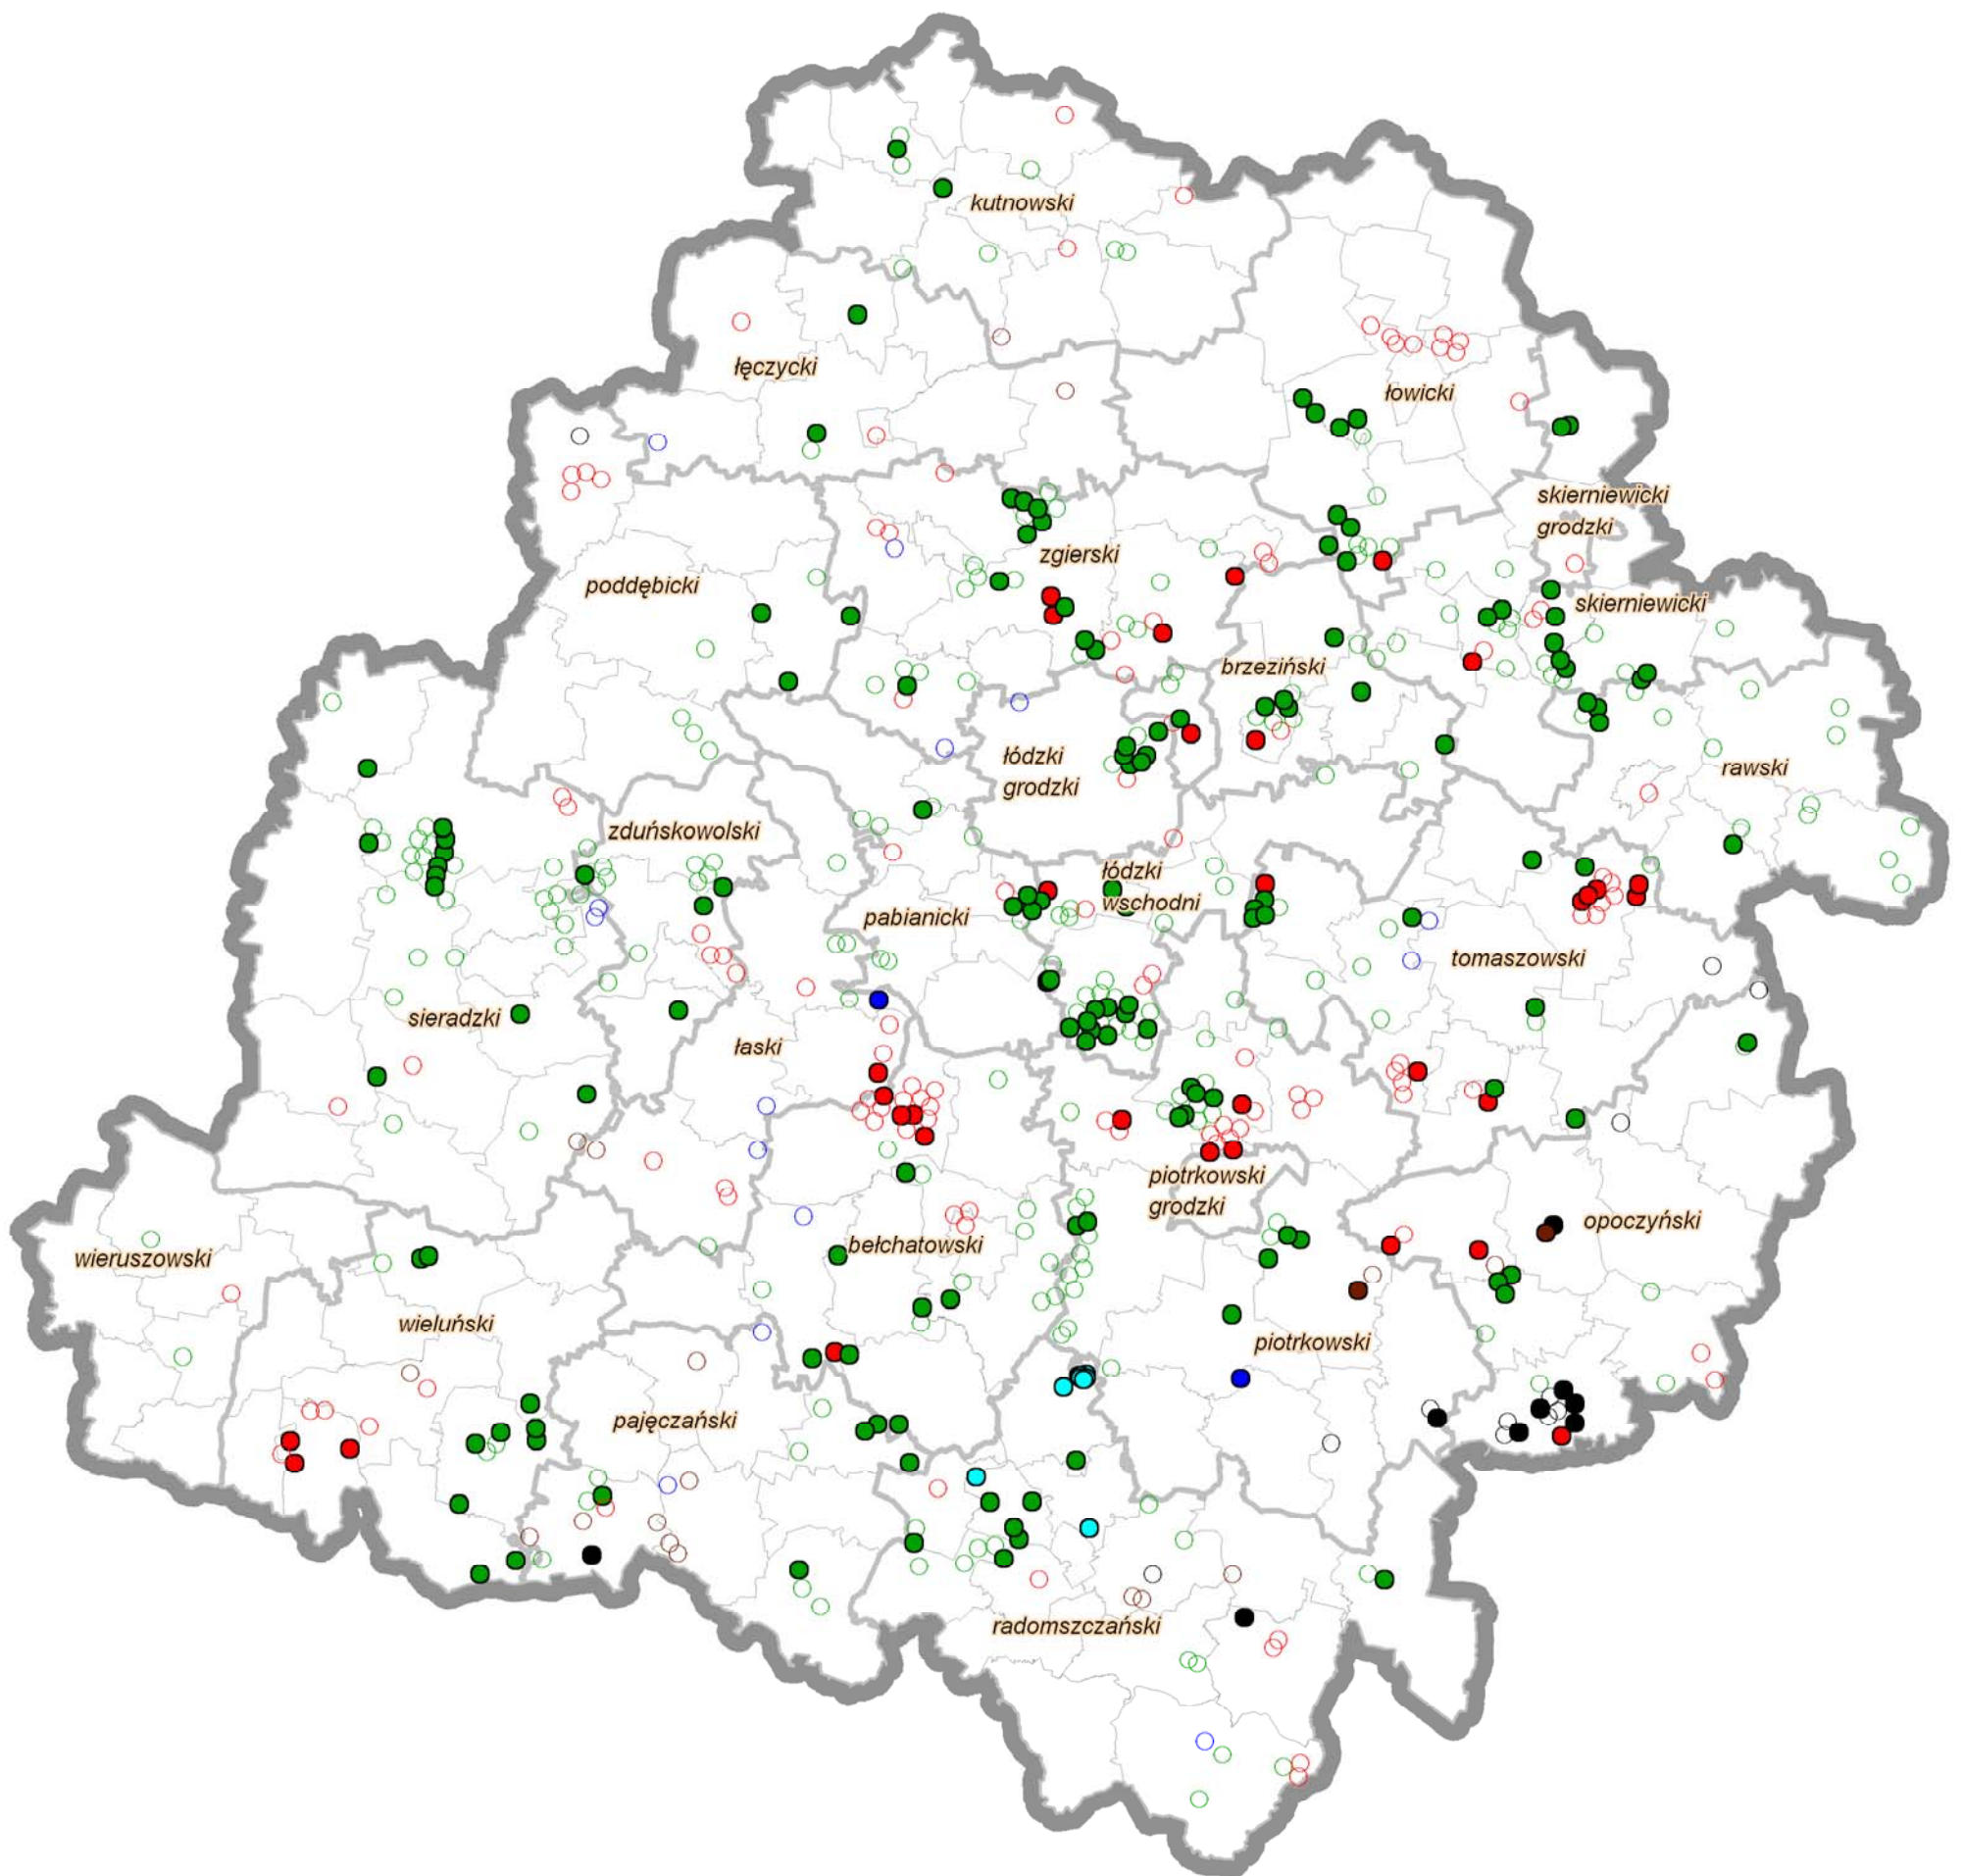 kutnowski
łęczycki
łowicki
skierniewicki
grodzki
zgierski
poddębicki
skierniewicki
brzeziński
łódzki
grodzki
rawski
zduńskowolski
łódzki
wschodni
pabianicki
tomaszowski
sieradzki
łaski
piotrkowski
grodzki
opoczyński
bełchatowski
wieruszowski
wieluński
piotrkowski
pajęczański
radomszczański